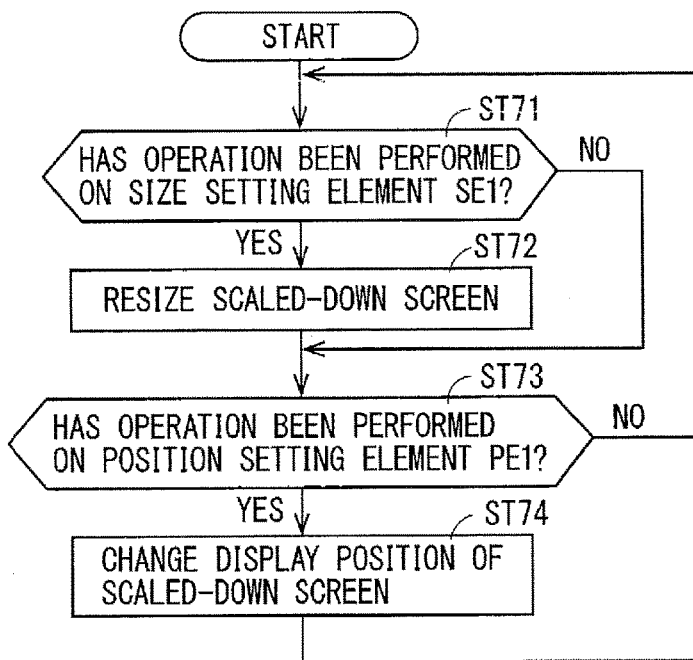 START
ST71
HAS OPERATION BEEN PERFORMED
ON SIZE SETTING ELEMENT SE1?
NO
YES
ST72
RESIZE SCALED-DOWN SCREEN
ST73
HAS OPERATION BEEN PERFORMED
ON POSITION SETTING ELEMENT PE1?
NO
YES
ST74
CHANGE DISPLAY POSITION OF
SCALED-DOWN SCREEN